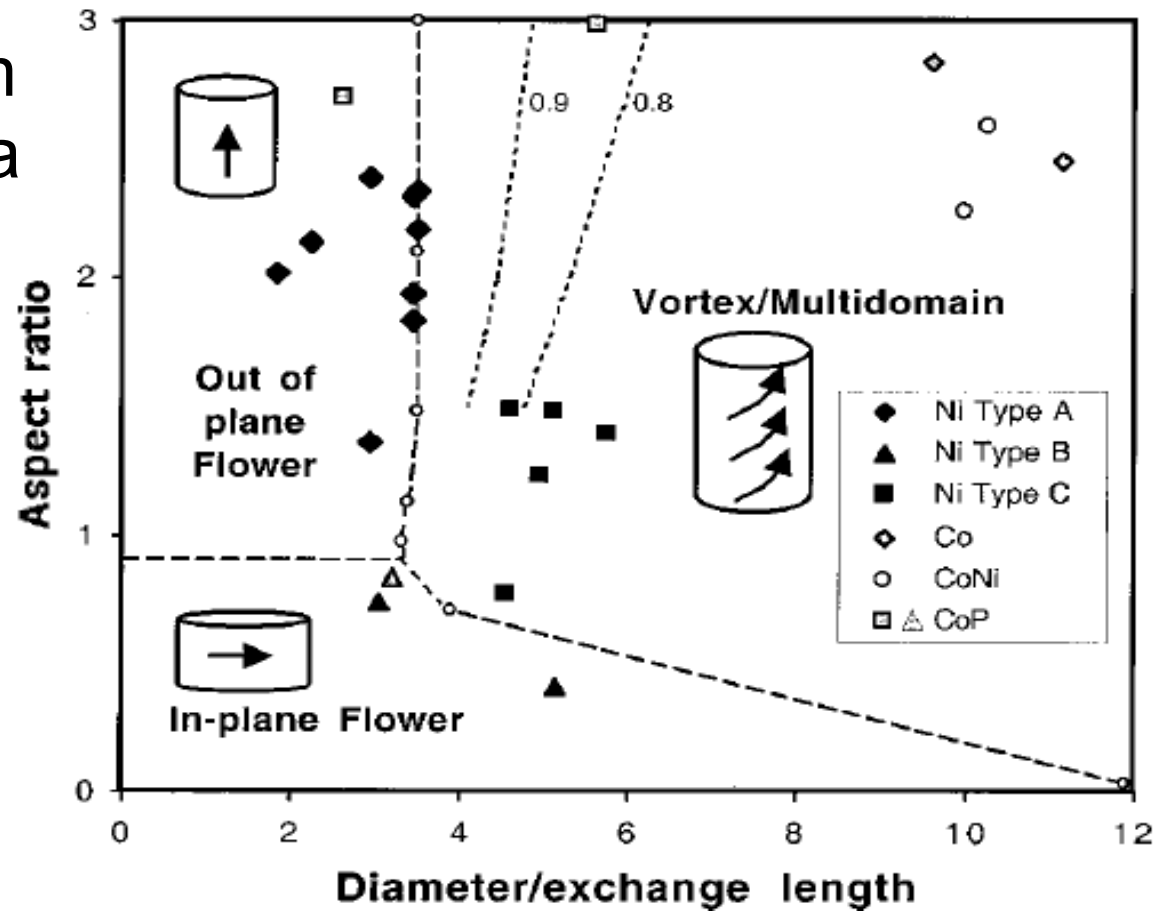 n
a
3
2
1
0
0 2 4 6 8 10 12
Aspect ratio
Diameter/exchange length
0.9
0.8
Out of
plane
Flower
In-plane Flower
Vortex/Multidomain
Ni Type A
Ni Type B
Ni Type C
Co
CoNi
CoP